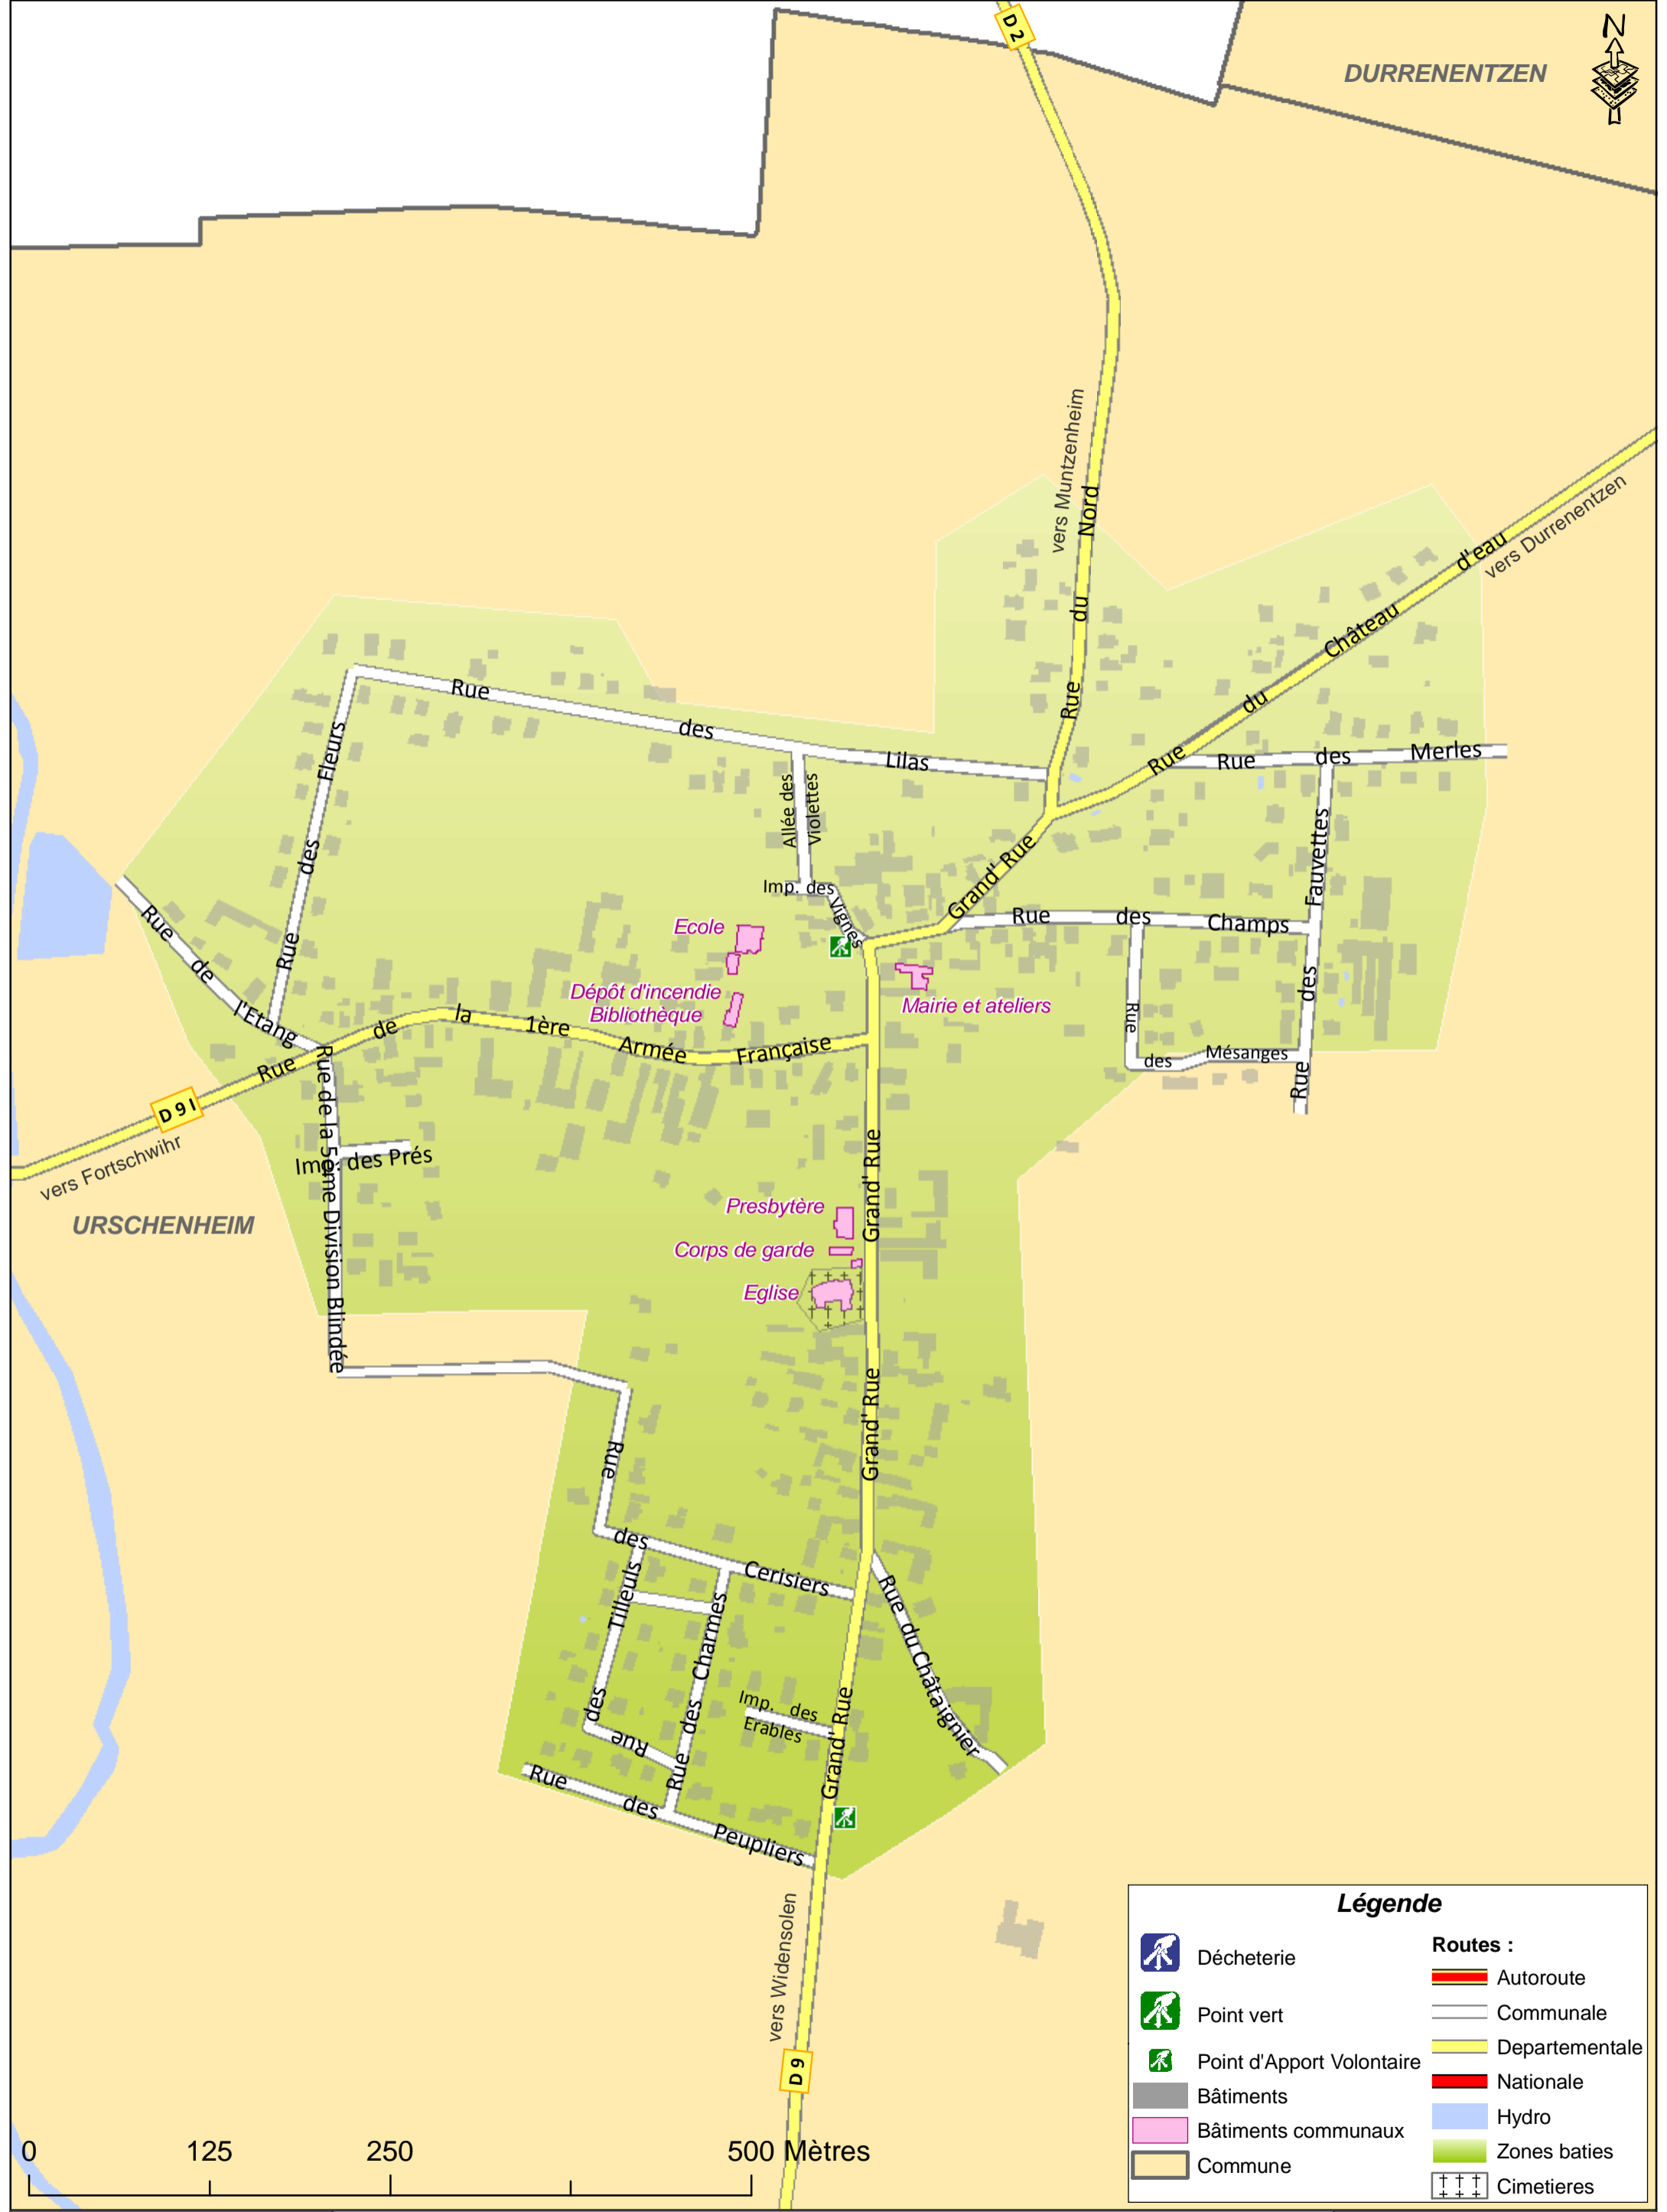 D 2
N
DURRENENTZEN
vers Muntzenheim
Rue du Nord
vers Durrenentzen
Rue du Château d'eau
Rue des Lilas
Rue des Merles
Rue des Fleurs
Allée des
Violettes
Imp. des Vignes
Grand' Rue
Rue des Fauvettes
Rue des Champs
Rue de l'Etang
Ecole
Dépôt d'incendie
Bibliothèque
Mairie et ateliers
Rue de la 1ère Armée Française
Rue des Mésanges
D 9 I
vers Fortschwihr
Rue de la 5ème Division Blindée
Imp. des Prés
URSCHENHEIM
Grand' Rue
Presbytère
Corps de garde
Eglise
Grand' Rue
Rue des Cerisiers
Rue des Tilleuls
Rue des Charmes
Rue du Châtaignier
Imp. des
Erables
Grand' Rue
Rue des Peupliers
vers Widensolen
D 9
Légende
Décheterie
Point vert
Point d'Apport Volontaire
Bâtiments
Bâtiments communaux
Commune
Routes :
Autoroute
Communale
Departementale
Nationale
Hydro
Zones baties
Cimetieres
0 125 250 500 Mètres